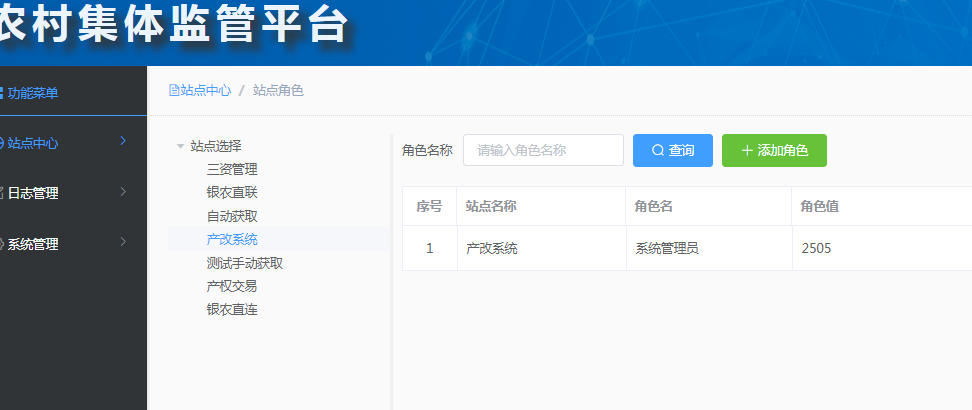 农村集体监管平台
功能菜单
站点中心
日志管理
系统管理
站点中心 / 站点角色
站点选择
三资管理
银农直联
自动获取
产改系统
测试手动获取
产权交易
银农直连
角色名称 请输入角色名称 查询 添加角色
序号 站点名称 角色名 角色值
1 产改系统 系统管理员 2505